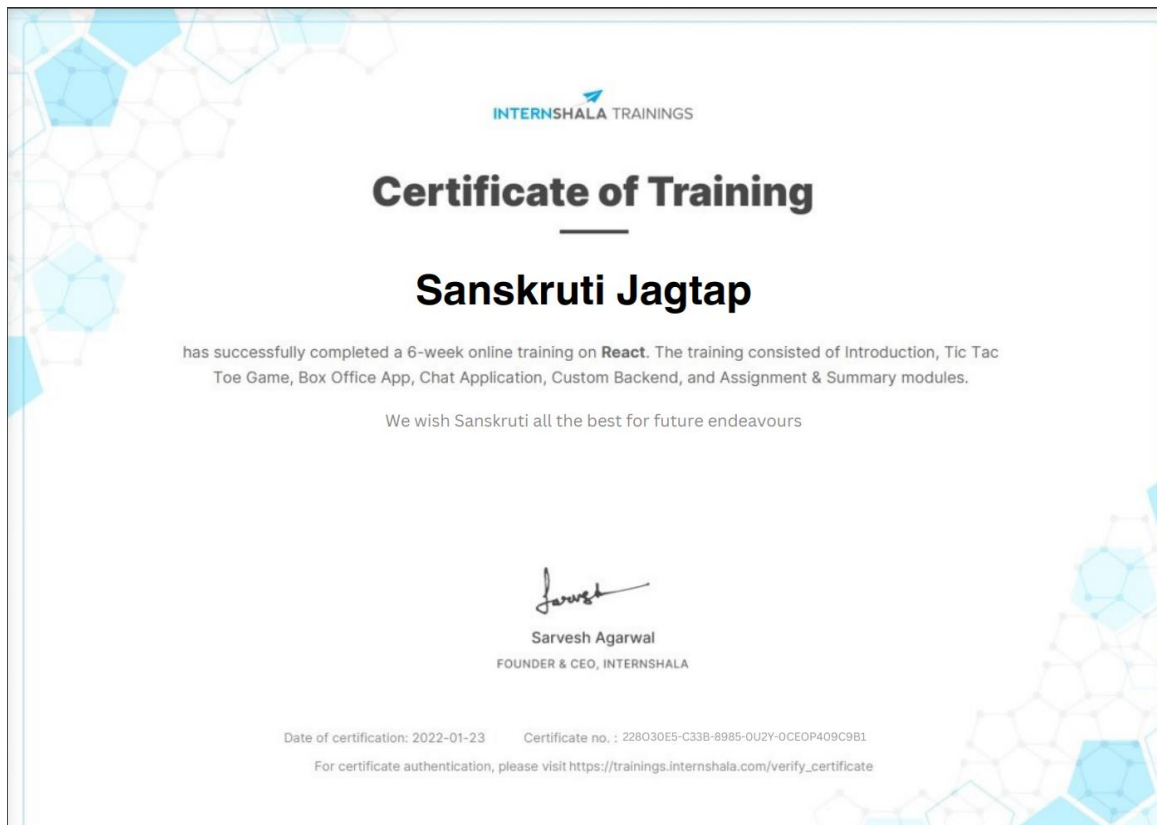 INTERNSHALA TRAININGS
Certificate of Training
Sanskruti Jagtap
has successfully completed a 6-week online training on React. The training consisted of Introduction, Tic Tac
Toe Game, Box Office App, Chat Application, Custom Backend, and Assignment & Summary modules.
We wish Sanskruti all the best for future endeavours
Sarvesh
Sarvesh Agarwal
FOUNDER & CEO, INTERNSHALA
Date of certification: 2022-01-23 Certificate no. : 228O30E5-C33B-8985-0U2Y-0CEOP409C9B1
For certificate authentication, please visit https://trainings.internshala.com/verify_certificate